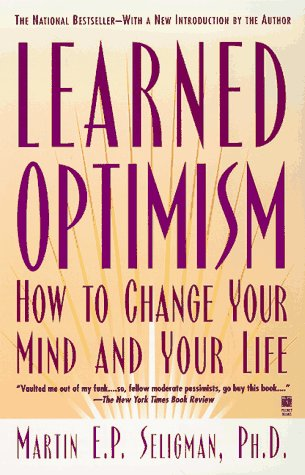 THE NATIONAL BESTSELLER—WITH A NEW INTRODUCTION BY THE AUTHOR
LEARNED
OPTIMISM
HOW TO CHANGE YOUR
MIND AND YOUR LIFE
"Vaulted me out of my funk....so, fellow moderate pessimists, go buy this book...."
—The New York Times Book Review
MARTIN E.P. SELIGMAN, PH.D.